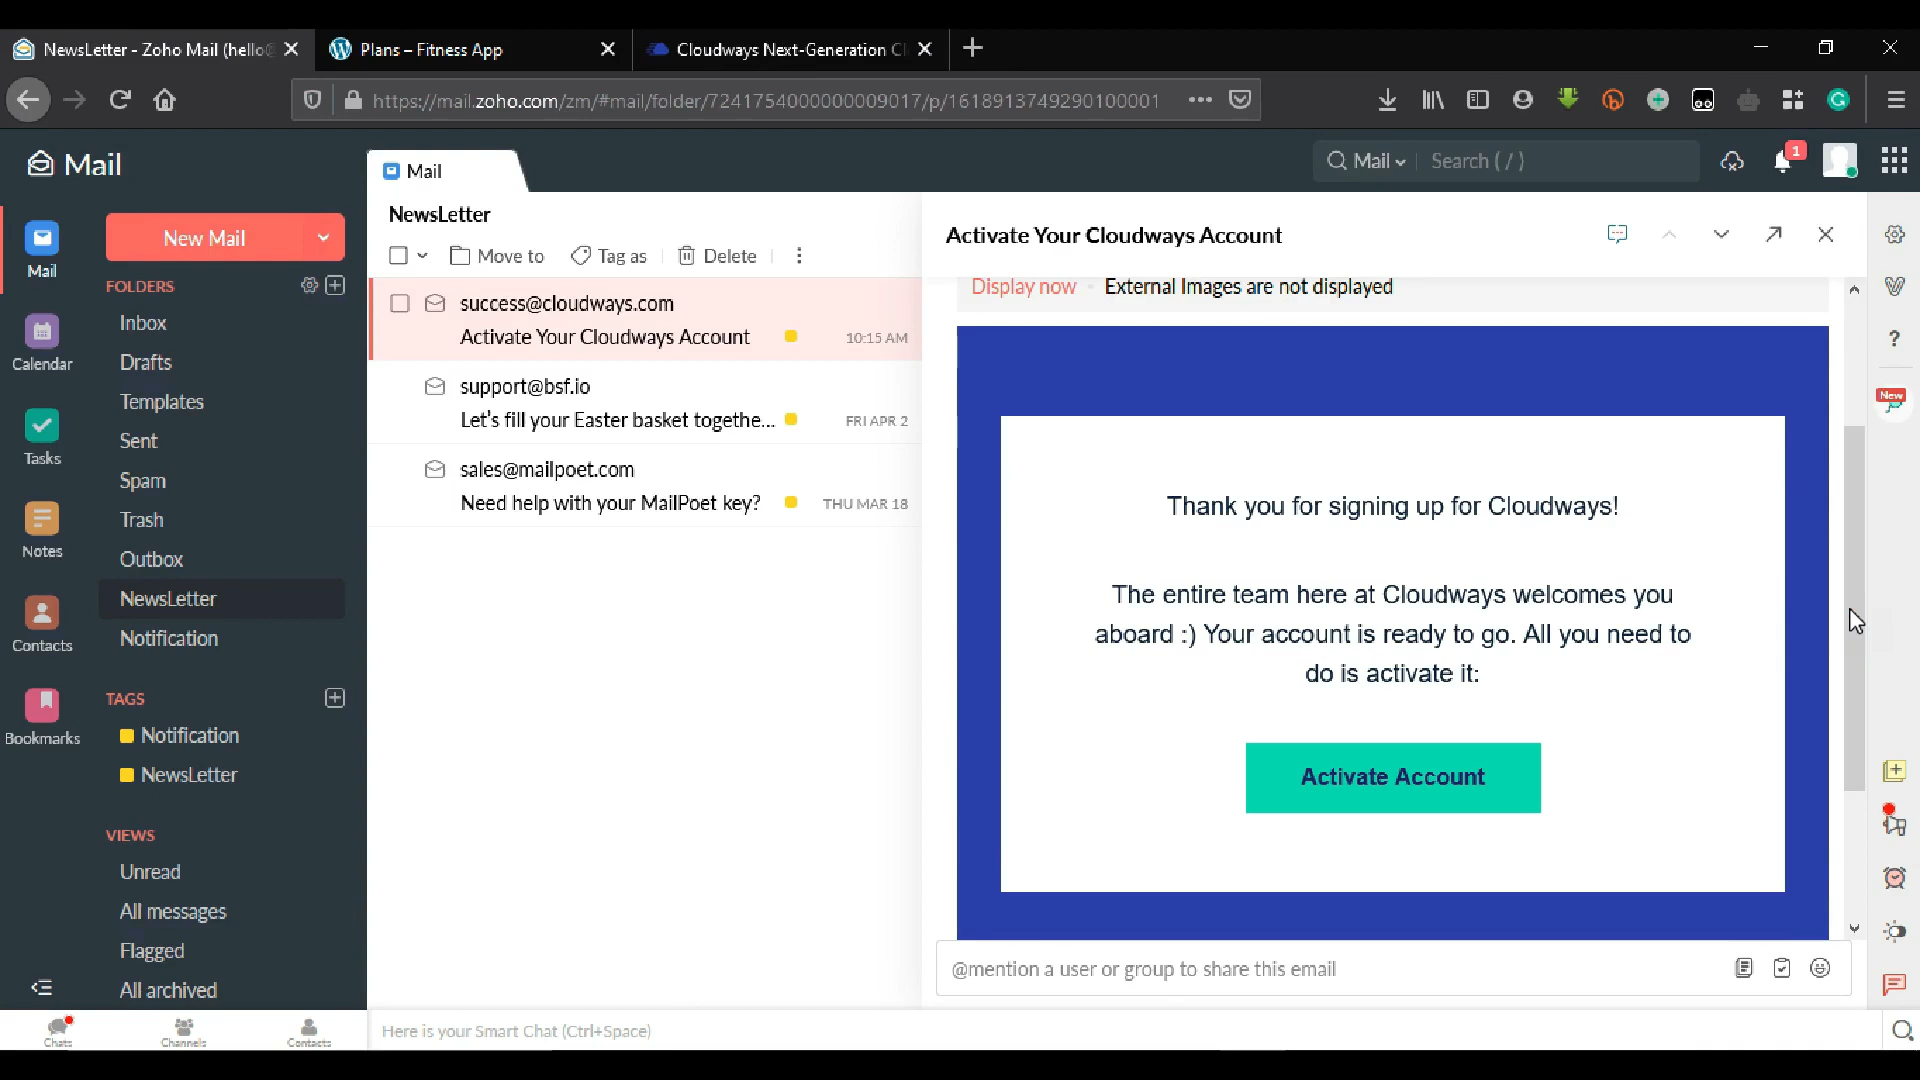 NewsLetter - Zoho Mail (hello@
Plans – Fitness App
Cloudways Next-Generation Cl
https://mail.zoho.com/zm/#mail/folder/7241754000000009017/p/1618913749290100001
Mail
Mail
Mail
Search ( / )
1
NewsLetter
Activate Your Cloudways Account
New Mail
Move to
Tag as
Delete
Mail
FOLDERS
Inbox
Drafts
Templates
Sent
Spam
Trash
Outbox
NewsLetter
Notification
Calendar
Tasks
Notes
Contacts
Bookmarks
TAGS
Notification
NewsLetter
VIEWS
Unread
All messages
Flagged
All archived
success@cloudways.com
Activate Your Cloudways Account
10:15 AM
support@bsf.io
Let's fill your Easter basket togethe...
FRI APR 2
sales@mailpoet.com
Need help with your MailPoet key?
THU MAR 18
Display now
External Images are not displayed
Thank you for signing up for Cloudways!
The entire team here at Cloudways welcomes you
aboard :) Your account is ready to go. All you need to
do is activate it:
Activate Account
@mention a user or group to share this email
New
Chats
Channels
Contacts
Here is your Smart Chat (Ctrl+Space)